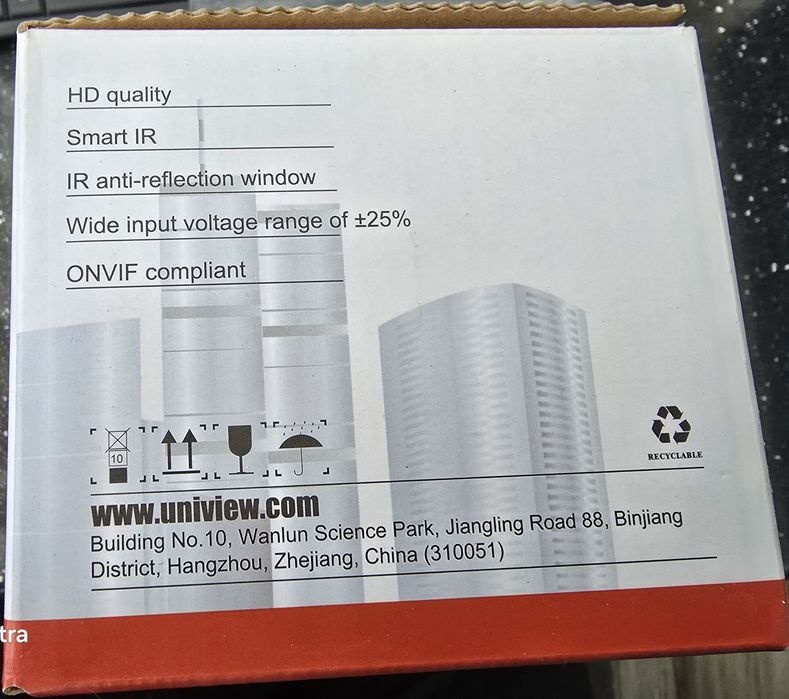 HD quality
Smart IR
IR anti-reflection window
Wide input voltage range of ±25%
ONVIF compliant
10
RECYCLABLE
www.uniview.com
Building No.10, Wanlun Science Park, Jiangling Road 88, Binjiang
District, Hangzhou, Zhejiang, China (310051)
tra